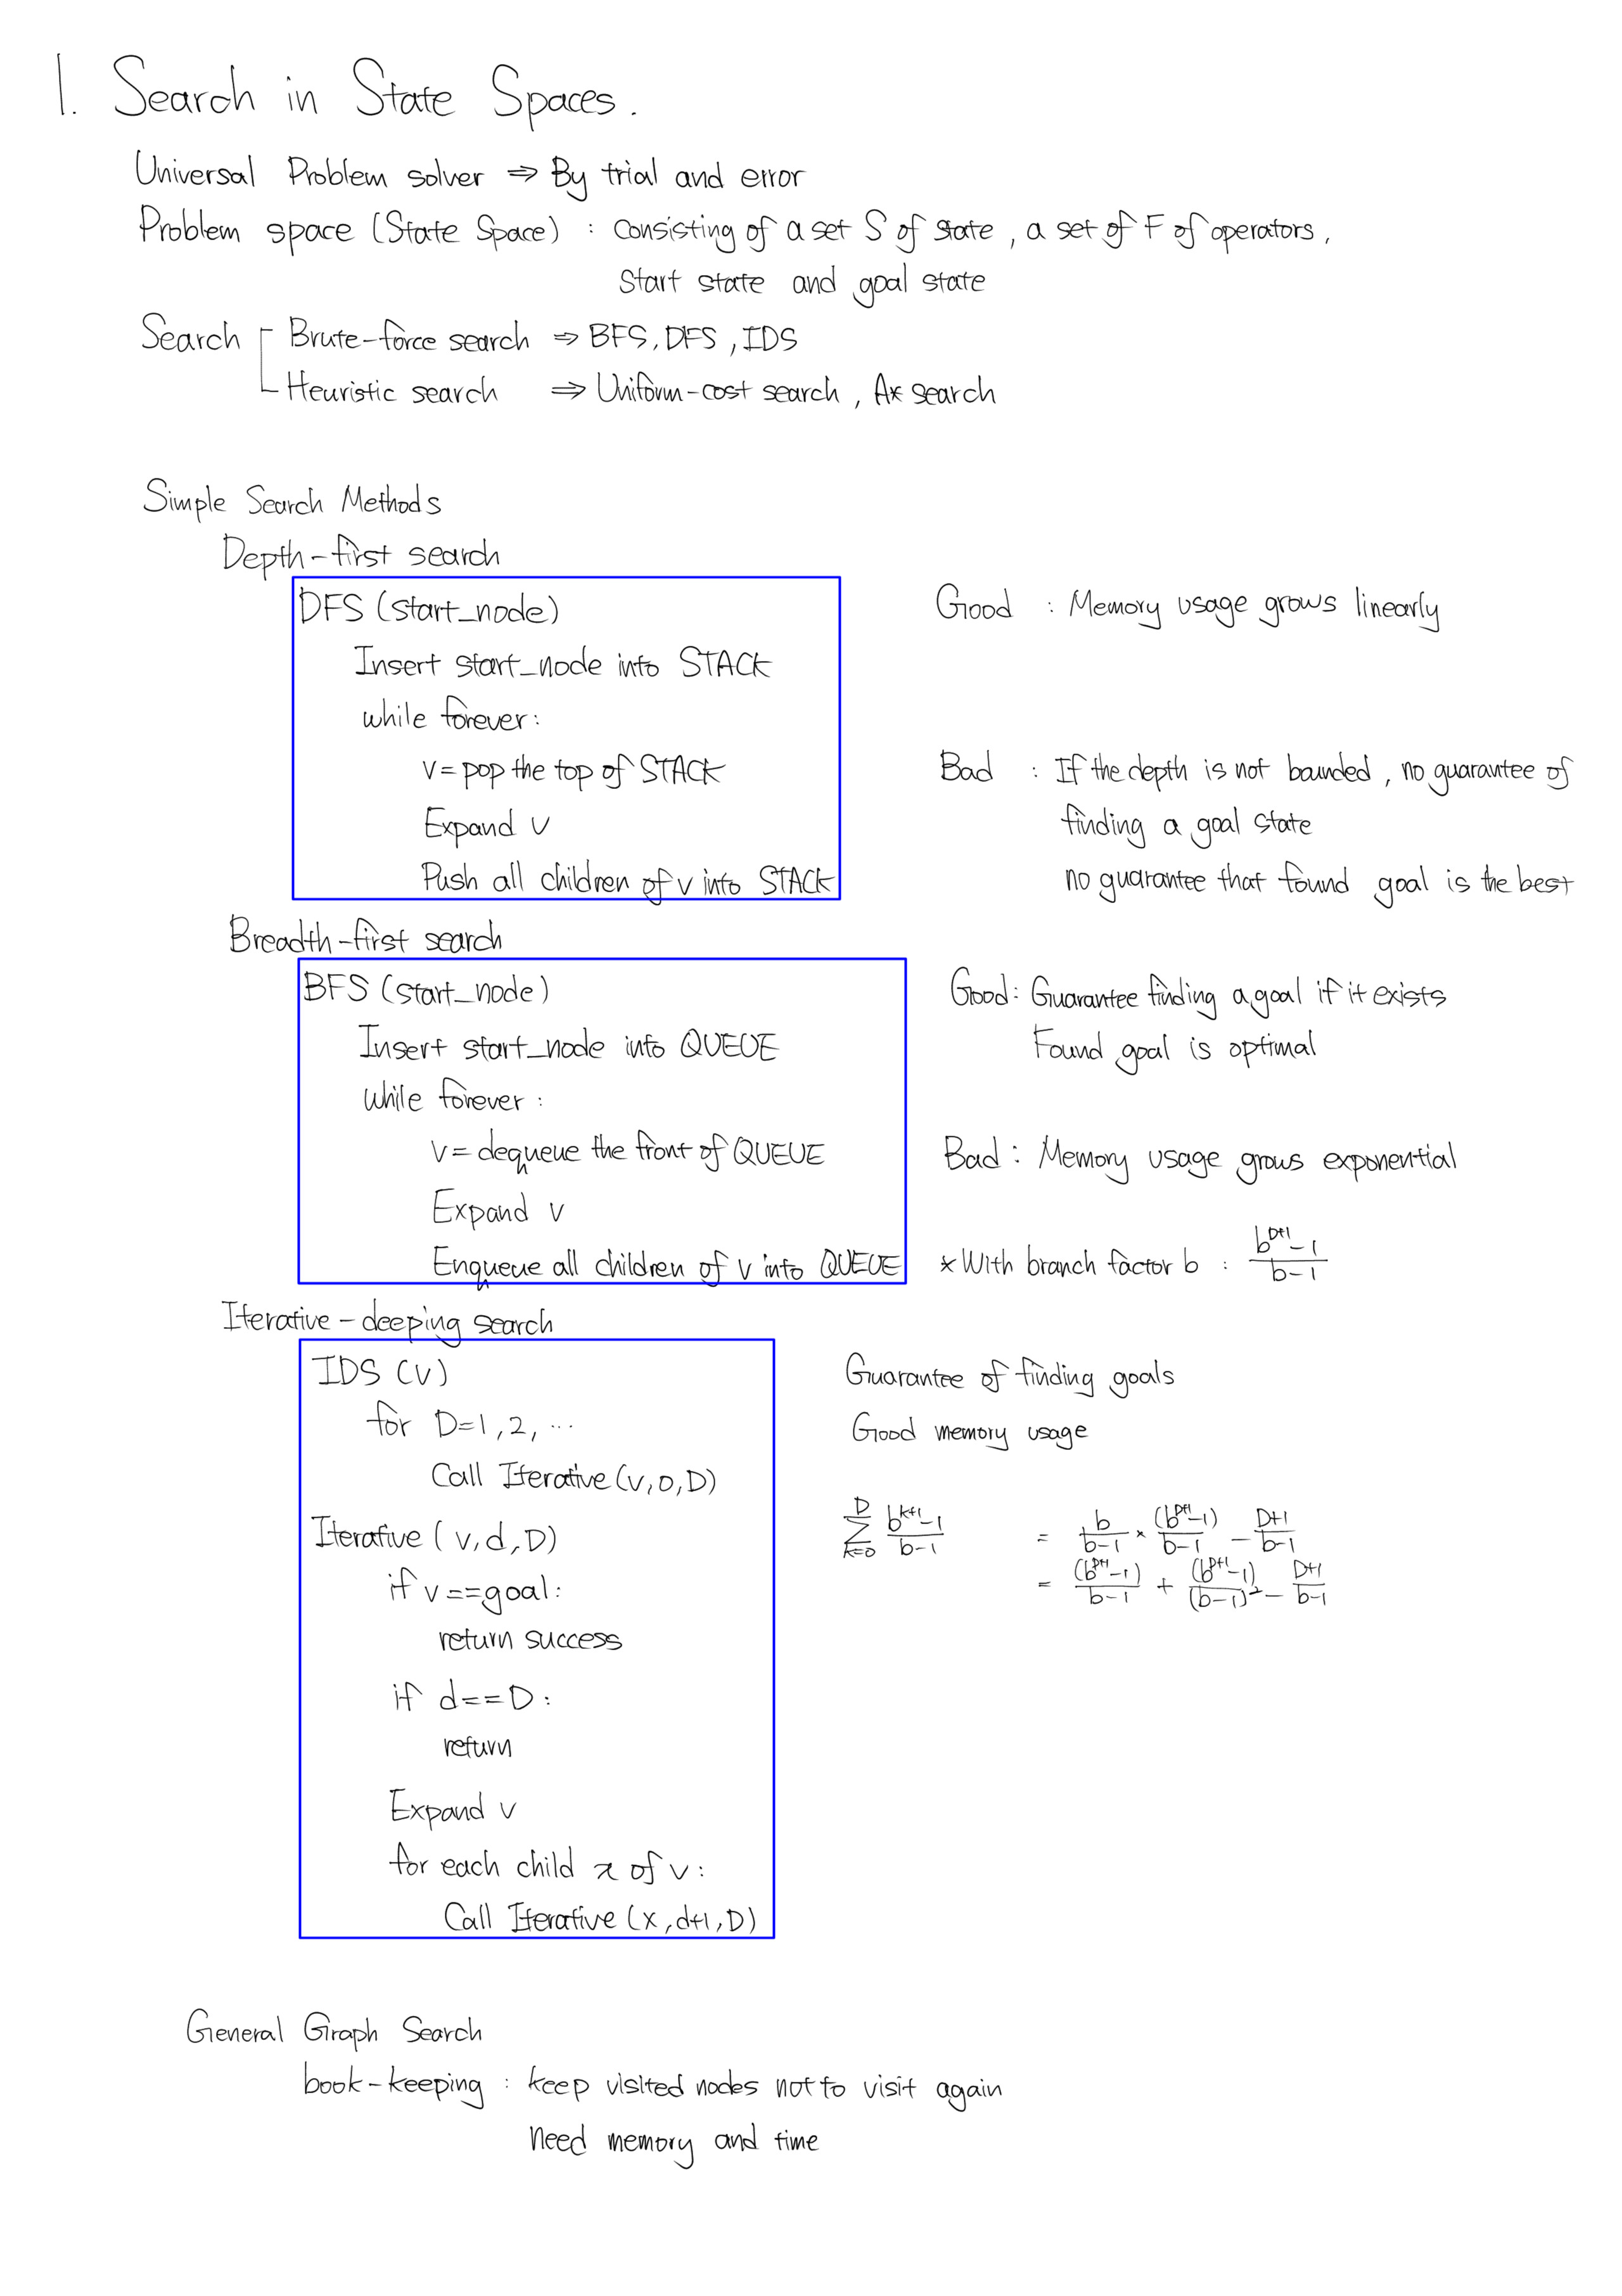 1. Search in State Spaces.
Universal Problem solver ⇒ By trial and error
Problem space (State Space) : consisting of a set S of state, a set of F of operators,
start state and goal state
Search
Brute-force search ⇒ BFS, DFS, IDS
Heuristic search ⇒ Uniform-cost search, A* search
Simple Search Methods
Depth-first search
DFS (start_node)
Insert start_node into STACK
while forever:
v = pop the top of STACK
Expand v
Push all children of v into STACK
Good : Memory usage grows linearly
Bad : If the depth is not bounded, no guarantee of
finding a goal state
no guarantee that found goal is the best
Breadth-first search
BFS (start_node)
Insert start_node into QUEUE
while forever :
v = dequeue the front of QUEUE
Expand v
Enqueue all children of v into QUEUE
Good : Guarantee finding a goal if it exists
Found goal is optimal
Bad : Memory usage grows exponential
* With branch factor b : (b^(D+1) - 1)/(b-1)
Iterative-deeping search
IDS (v)
for D=1, 2, ...
Call Iterative (v, 0, D)
Iterative (v, d, D)
if v == goal:
return success
if d == D :
return
Expand v
for each child x of v :
Call Iterative (x, d+1, D)
Guarantee of finding goals
Good memory usage
Σ_{k=0}^{D} (b^(k+1) - 1)/(b-1) = b/(b-1) × (b^(D+1) - 1)/(b-1) - (D+1)/(b-1)
= (b^(D+1) - 1)/(b-1) + (b^(D+1) - 1)/(b-1)^2 - (D+1)/(b-1)
General Graph Search
book-keeping : keep visited nodes not to visit again
need memory and time